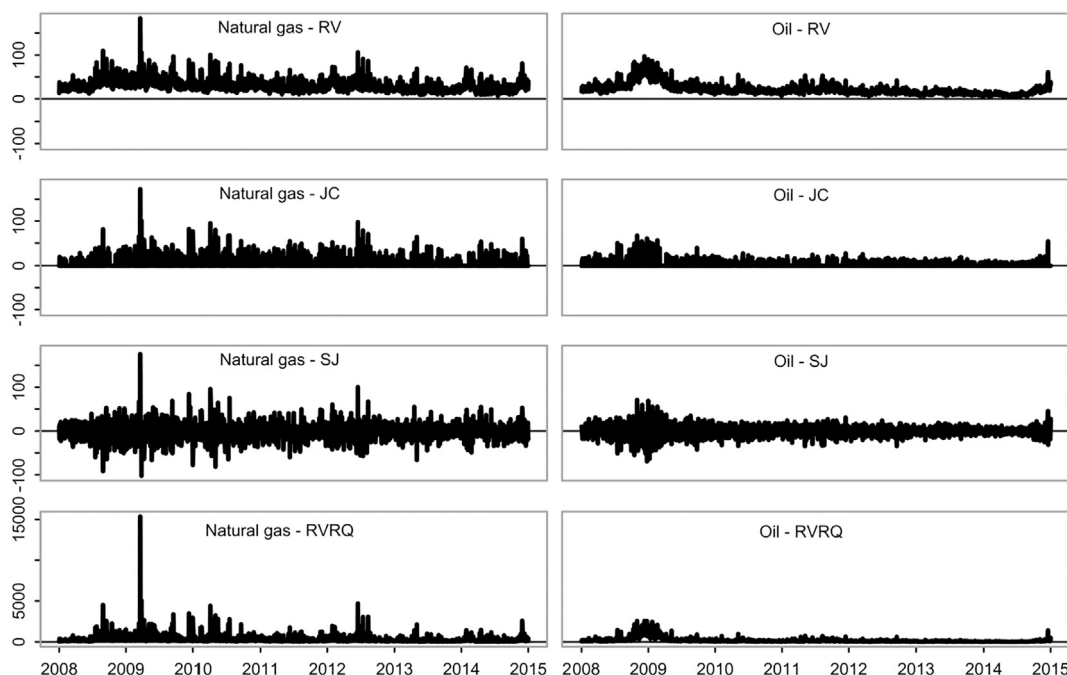 Natural gas - RV
Oil - RV
100
0
-100
Natural gas - JC
Oil - JC
100
0
-100
Natural gas - SJ
Oil - SJ
100
0
-100
Natural gas - RVRQ
Oil - RVRQ
15000
5000
0
2008 2009 2010 2011 2012 2013 2014 2015
2008 2009 2010 2011 2012 2013 2014 2015